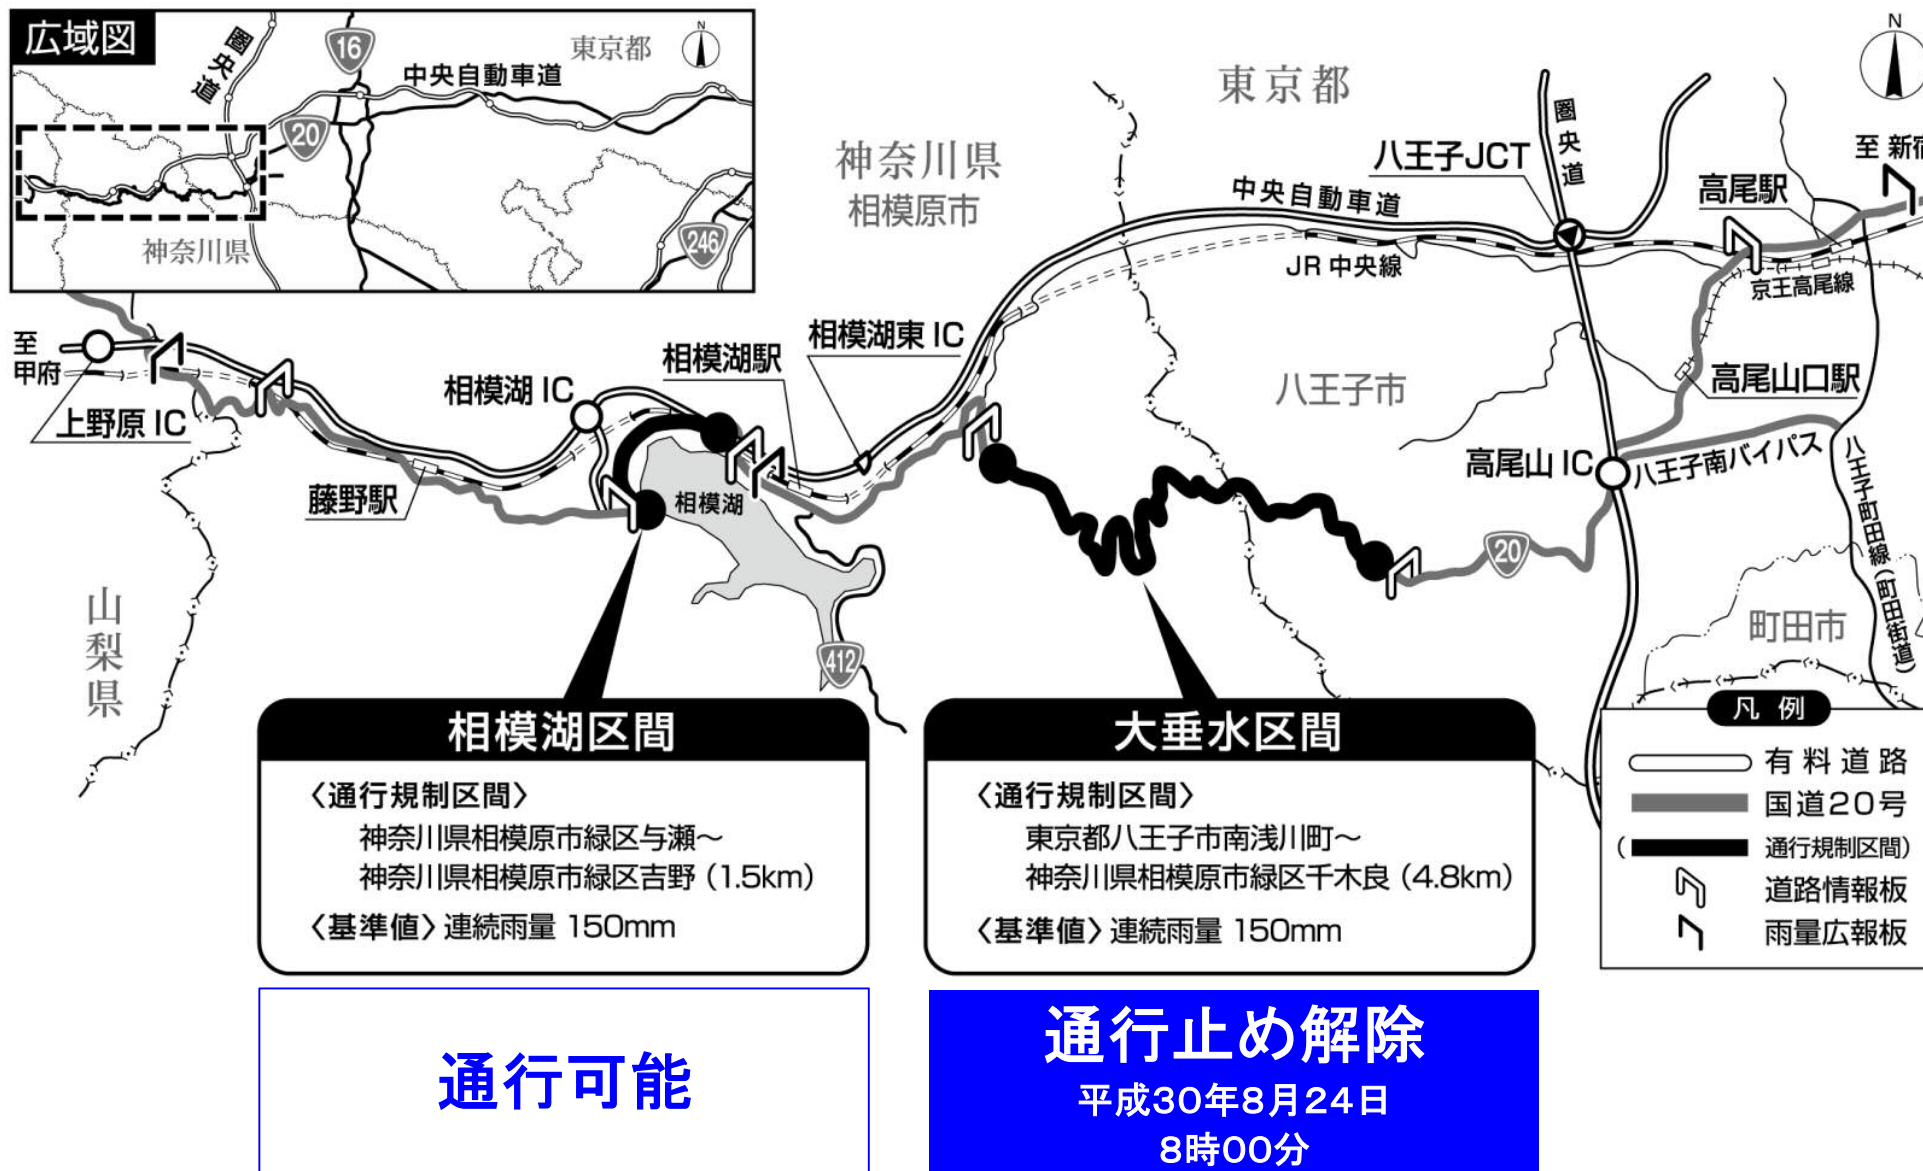 広域図
圏央道
16
東京都
N
中央自動車道
20
神奈川県
246
N
東京都
圏央道
至 新宿
神奈川県
相模原市
八王子JCT
高尾駅
中央自動車道
JR 中央線
京王高尾線
至
甲府
上野原 IC
相模湖 IC
相模湖駅
相模湖東 IC
八王子市
高尾山口駅
藤野駅
相模湖
高尾山 IC
八王子南バイパス
八王子町田線(町田街道)
20
山梨県
412
町田市
相模湖区間
〈通行規制区間〉
神奈川県相模原市緑区与瀬～
神奈川県相模原市緑区吉野 (1.5km)
〈基準値〉連続雨量 150mm
大垂水区間
〈通行規制区間〉
東京都八王子市南浅川町～
神奈川県相模原市緑区千木良 (4.8km)
〈基準値〉連続雨量 150mm
凡 例
有 料 道 路
国道20号
( 通行規制区間)
道路情報板
雨量広報板
通行可能
通行止め解除
平成30年8月24日
8時00分